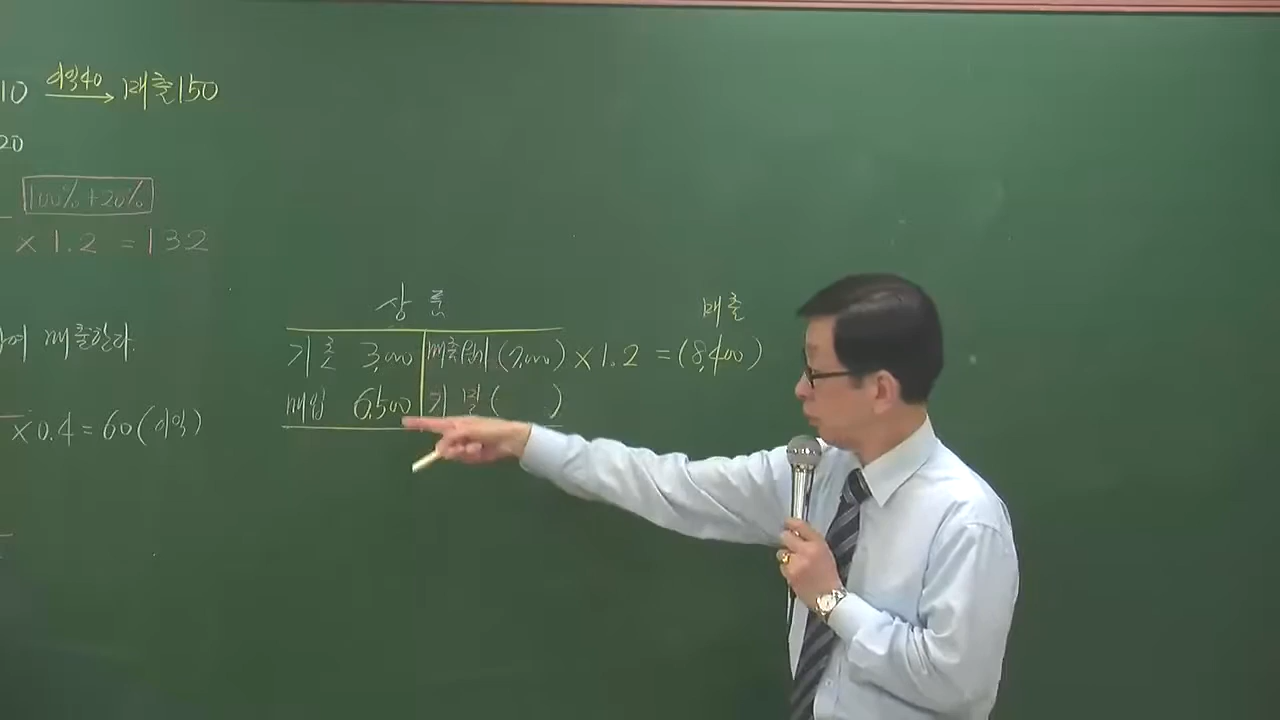 10 이익40 → 매출150
20
100% + 20%
× 1.2 = 132
여 매출한다.
× 0.4 = 60 (이익)
상 품
매출
기초 3,000 매출원가 (7,000) × 1.2 = (8,400)
매입 6,500 기말 ( )